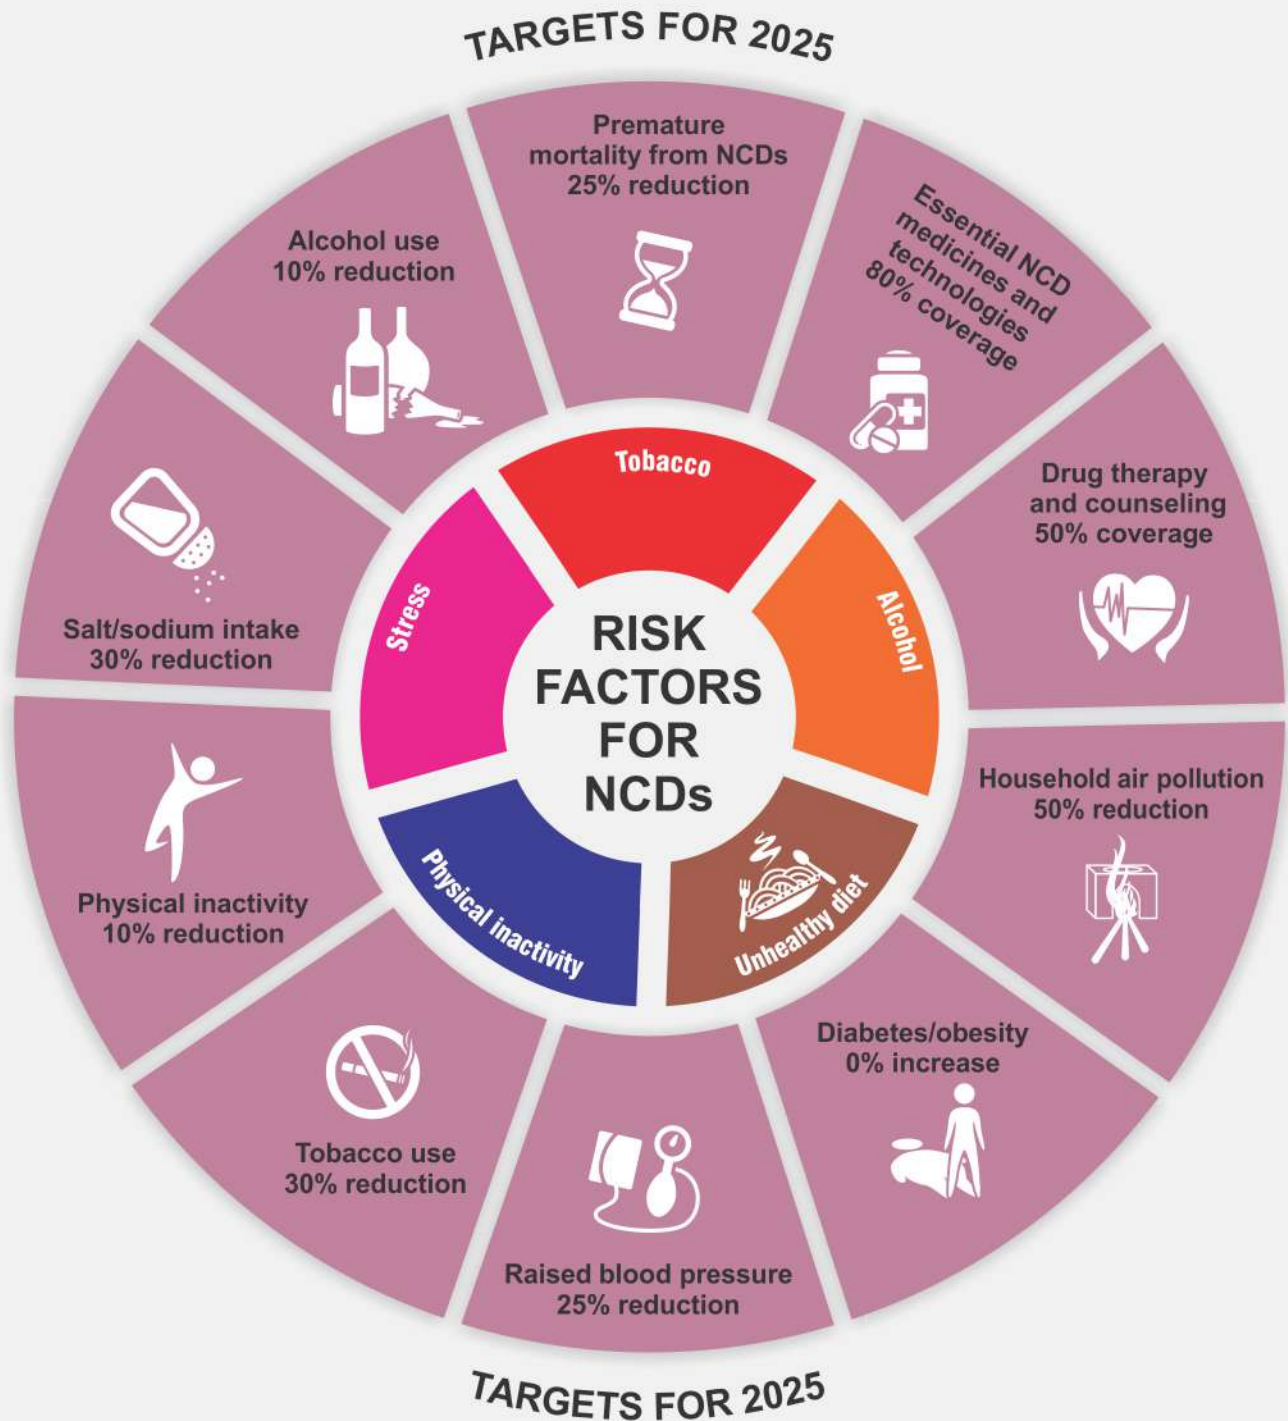 TARGETS FOR 2025
Premature
mortality from NCDs
25% reduction
Essential NCD
medicines and
technologies
80% coverage
Drug therapy
and counseling
50% coverage
Household air pollution
50% reduction
Diabetes/obesity
0% increase
Raised blood pressure
25% reduction
Tobacco use
30% reduction
Physical inactivity
10% reduction
Salt/sodium intake
30% reduction
Alcohol use
10% reduction
Tobacco
Alcohol
Unhealthy diet
Physical inactivity
Stress
RISK
FACTORS
FOR
NCDs
TARGETS FOR 2025